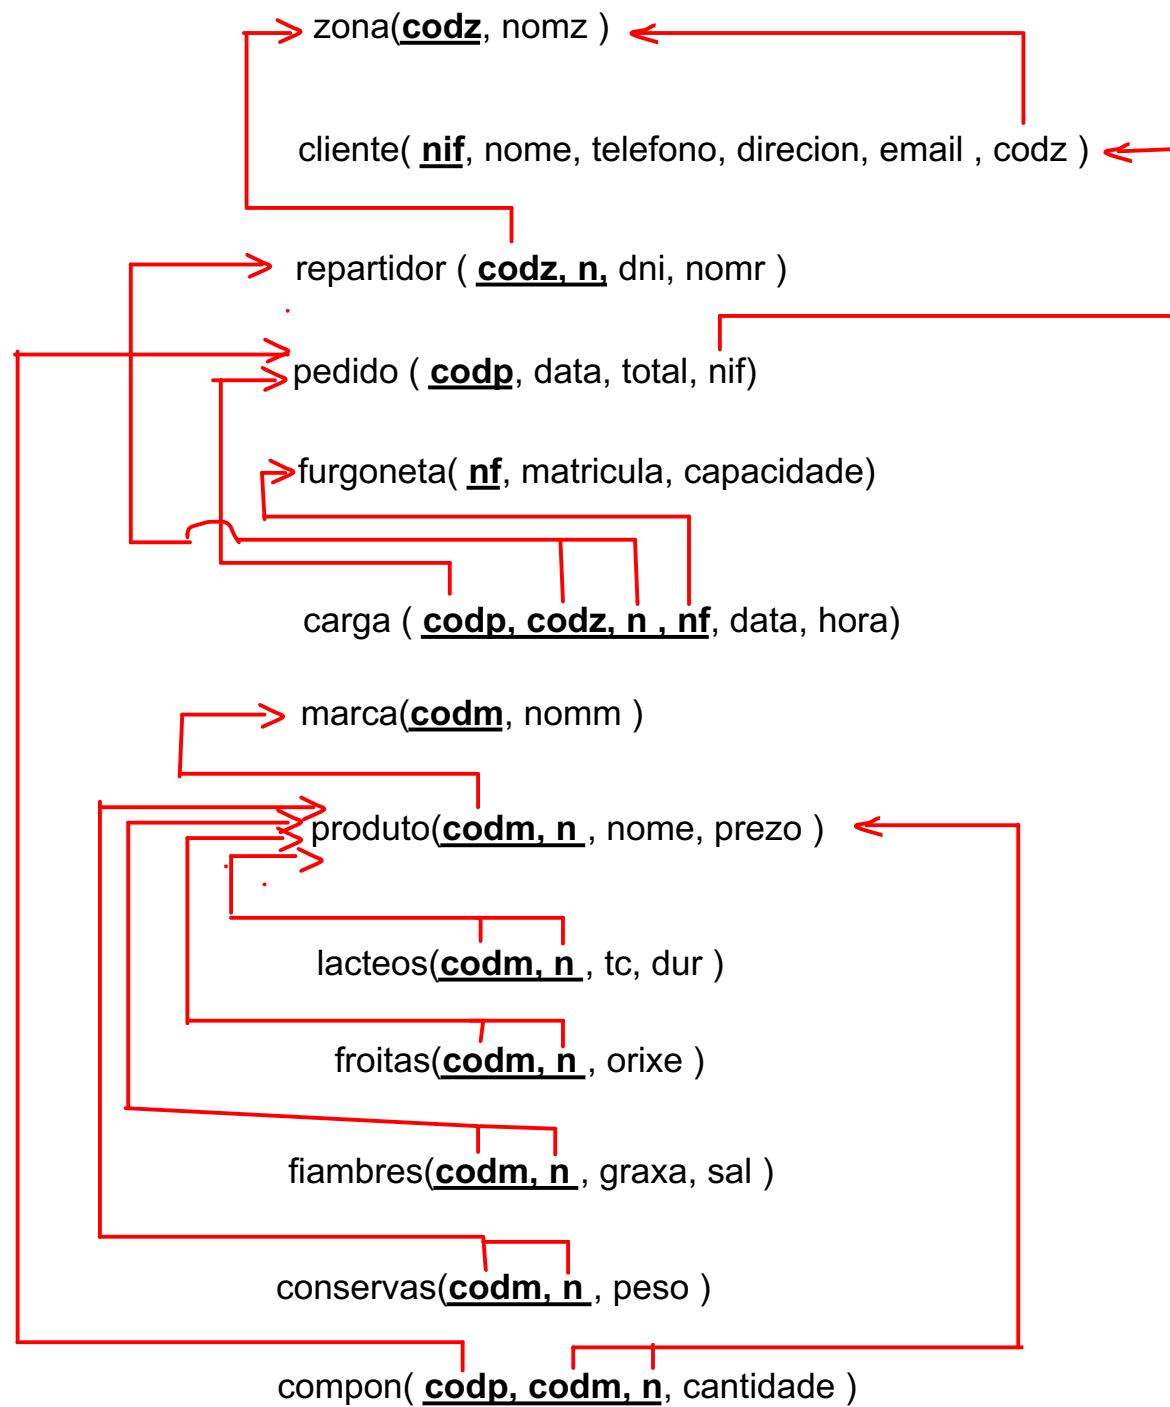 zona(codz, nomz )
cliente( nif, nome, telefono, direcion, email , codz )
repartidor ( codz, n, dni, nomr )
pedido ( codp, data, total, nif)
furgoneta( nf, matricula, capacidade)
carga ( codp, codz, n , nf, data, hora)
marca(codm, nomm )
produto(codm, n , nome, prezo )
lacteos(codm, n , tc, dur )
froitas(codm, n , orixe )
fiambres(codm, n , graxa, sal )
conservas(codm, n , peso )
compon( codp, codm, n, cantidade )